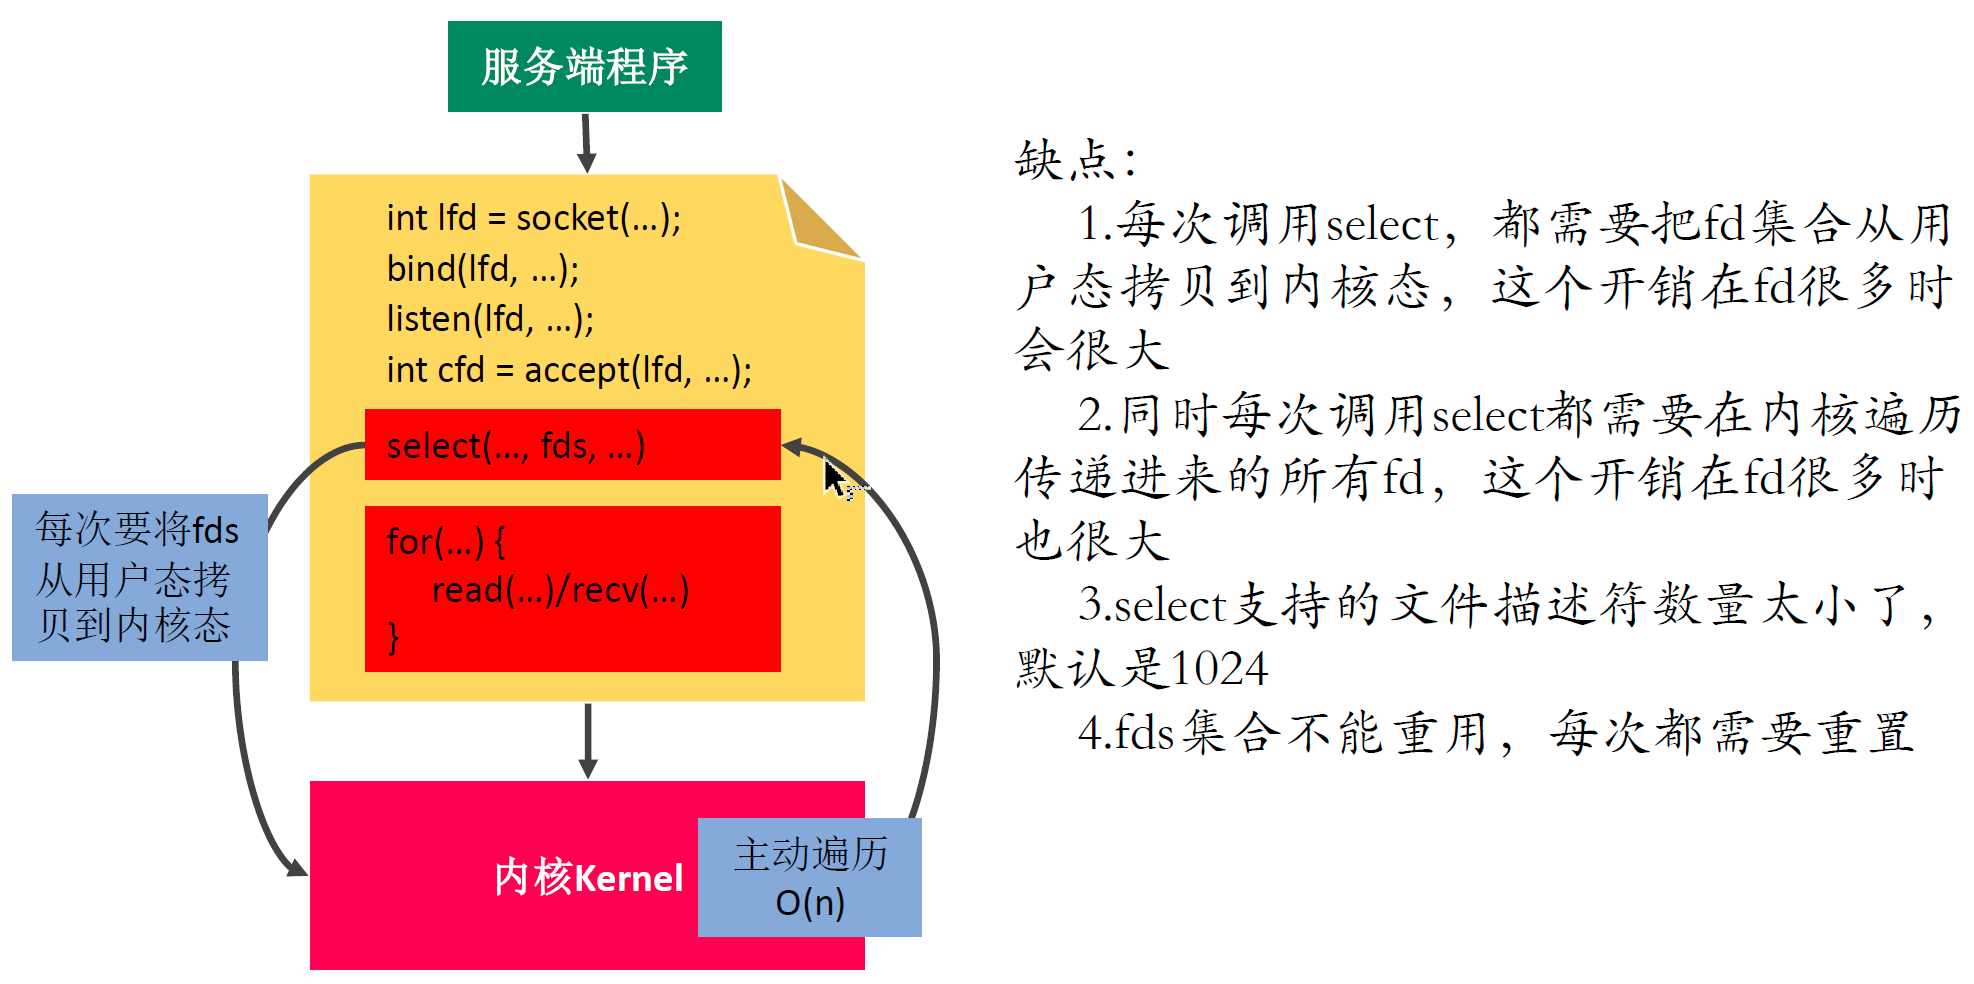 服务端程序
int lfd = socket(...);
bind(lfd, ...);
listen(lfd, ...);
int cfd = accept(lfd, ...);
select(..., fds, ...)
for(...) {
read(...)/recv(...)
}
每次要将fds
从用户态拷
贝到内核态
内核Kernel
主动遍历
O(n)
缺点：
1.每次调用select，都需要把fd集合从用
户态拷贝到内核态，这个开销在fd很多时
会很大
2.同时每次调用select都需要在内核遍历
传递进来的所有fd，这个开销在fd很多时
也很大
3.select支持的文件描述符数量太小了，
默认是1024
4.fds集合不能重用，每次都需要重置